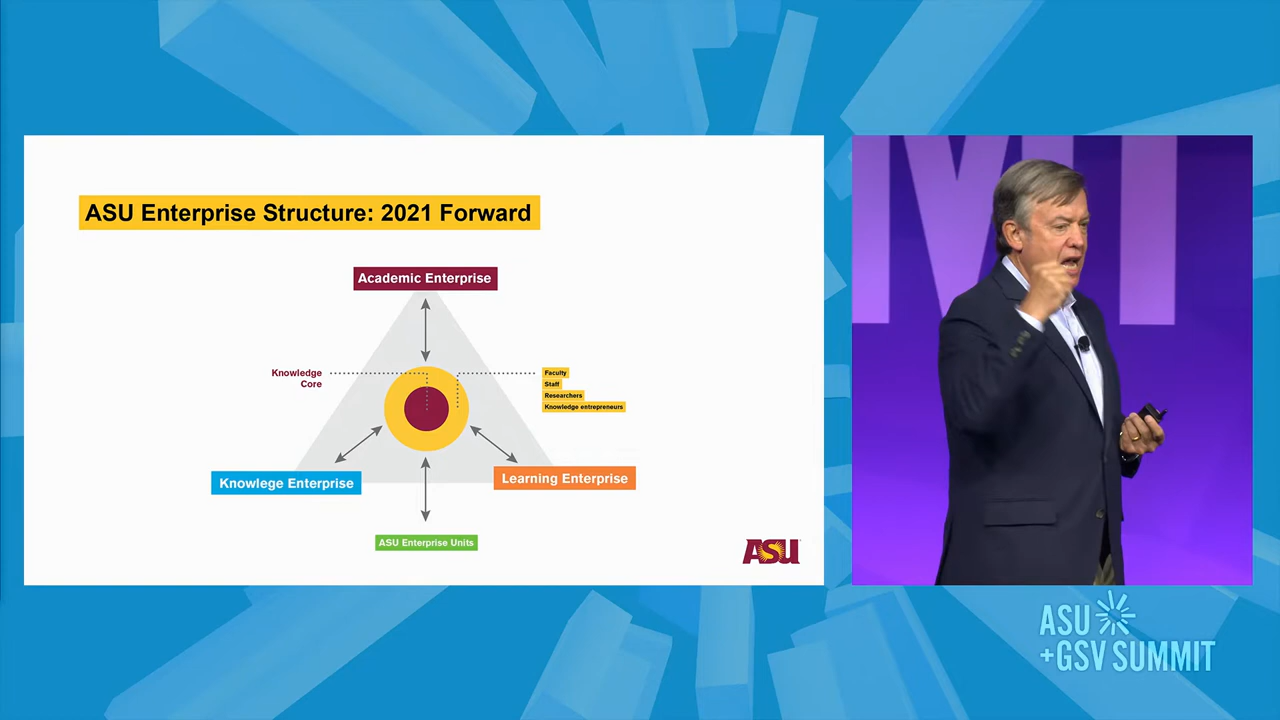 ASU Enterprise Structure: 2021 Forward
Academic Enterprise
Knowledge
Core
Faculty
Staff
Researchers
Knowledge entrepreneurs
Knowlege Enterprise
Learning Enterprise
ASU Enterprise Units
ASU
ASU
+GSV SUMMIT